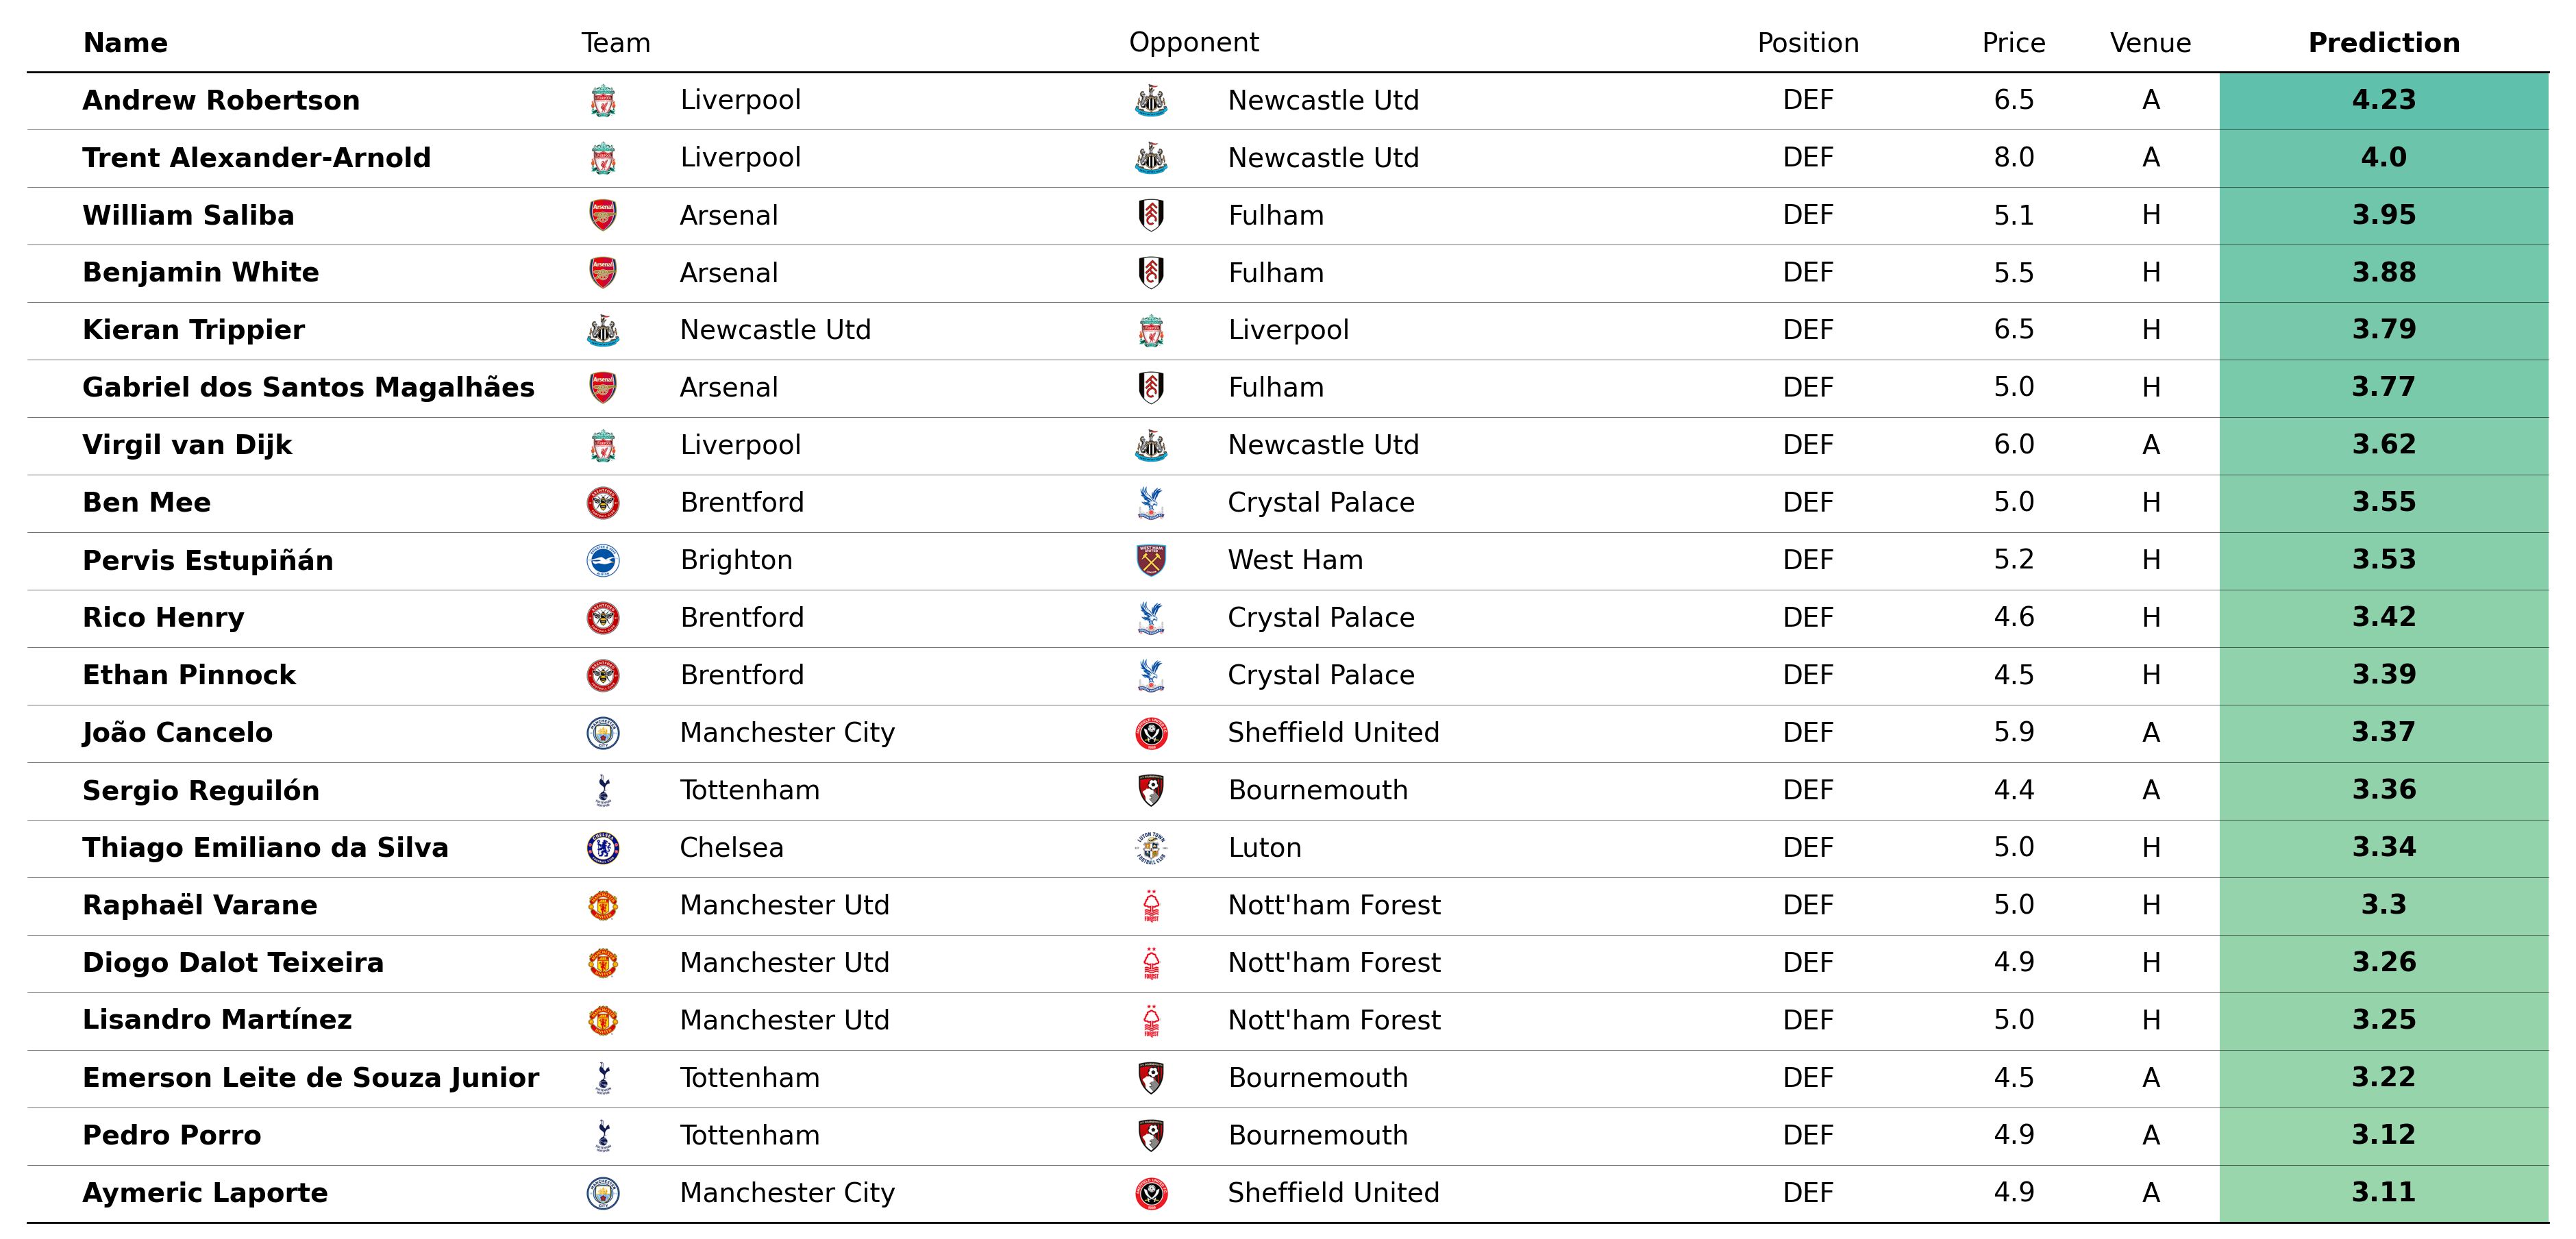 Name Team Opponent Position Price Venue Prediction
Andrew Robertson Liverpool Newcastle Utd DEF 6.5 A 4.23
Trent Alexander-Arnold Liverpool Newcastle Utd DEF 8.0 A 4.0
William Saliba Arsenal Fulham DEF 5.1 H 3.95
Benjamin White Arsenal Fulham DEF 5.5 H 3.88
Kieran Trippier Newcastle Utd Liverpool DEF 6.5 H 3.79
Gabriel dos Santos Magalhães Arsenal Fulham DEF 5.0 H 3.77
Virgil van Dijk Liverpool Newcastle Utd DEF 6.0 A 3.62
Ben Mee Brentford Crystal Palace DEF 5.0 H 3.55
Pervis Estupiñán Brighton West Ham DEF 5.2 H 3.53
Rico Henry Brentford Crystal Palace DEF 4.6 H 3.42
Ethan Pinnock Brentford Crystal Palace DEF 4.5 H 3.39
João Cancelo Manchester City Sheffield United DEF 5.9 A 3.37
Sergio Reguilón Tottenham Bournemouth DEF 4.4 A 3.36
Thiago Emiliano da Silva Chelsea Luton DEF 5.0 H 3.34
Raphaël Varane Manchester Utd Nott'ham Forest DEF 5.0 H 3.3
Diogo Dalot Teixeira Manchester Utd Nott'ham Forest DEF 4.9 H 3.26
Lisandro Martínez Manchester Utd Nott'ham Forest DEF 5.0 H 3.25
Emerson Leite de Souza Junior Tottenham Bournemouth DEF 4.5 A 3.22
Pedro Porro Tottenham Bournemouth DEF 4.9 A 3.12
Aymeric Laporte Manchester City Sheffield United DEF 4.9 A 3.11